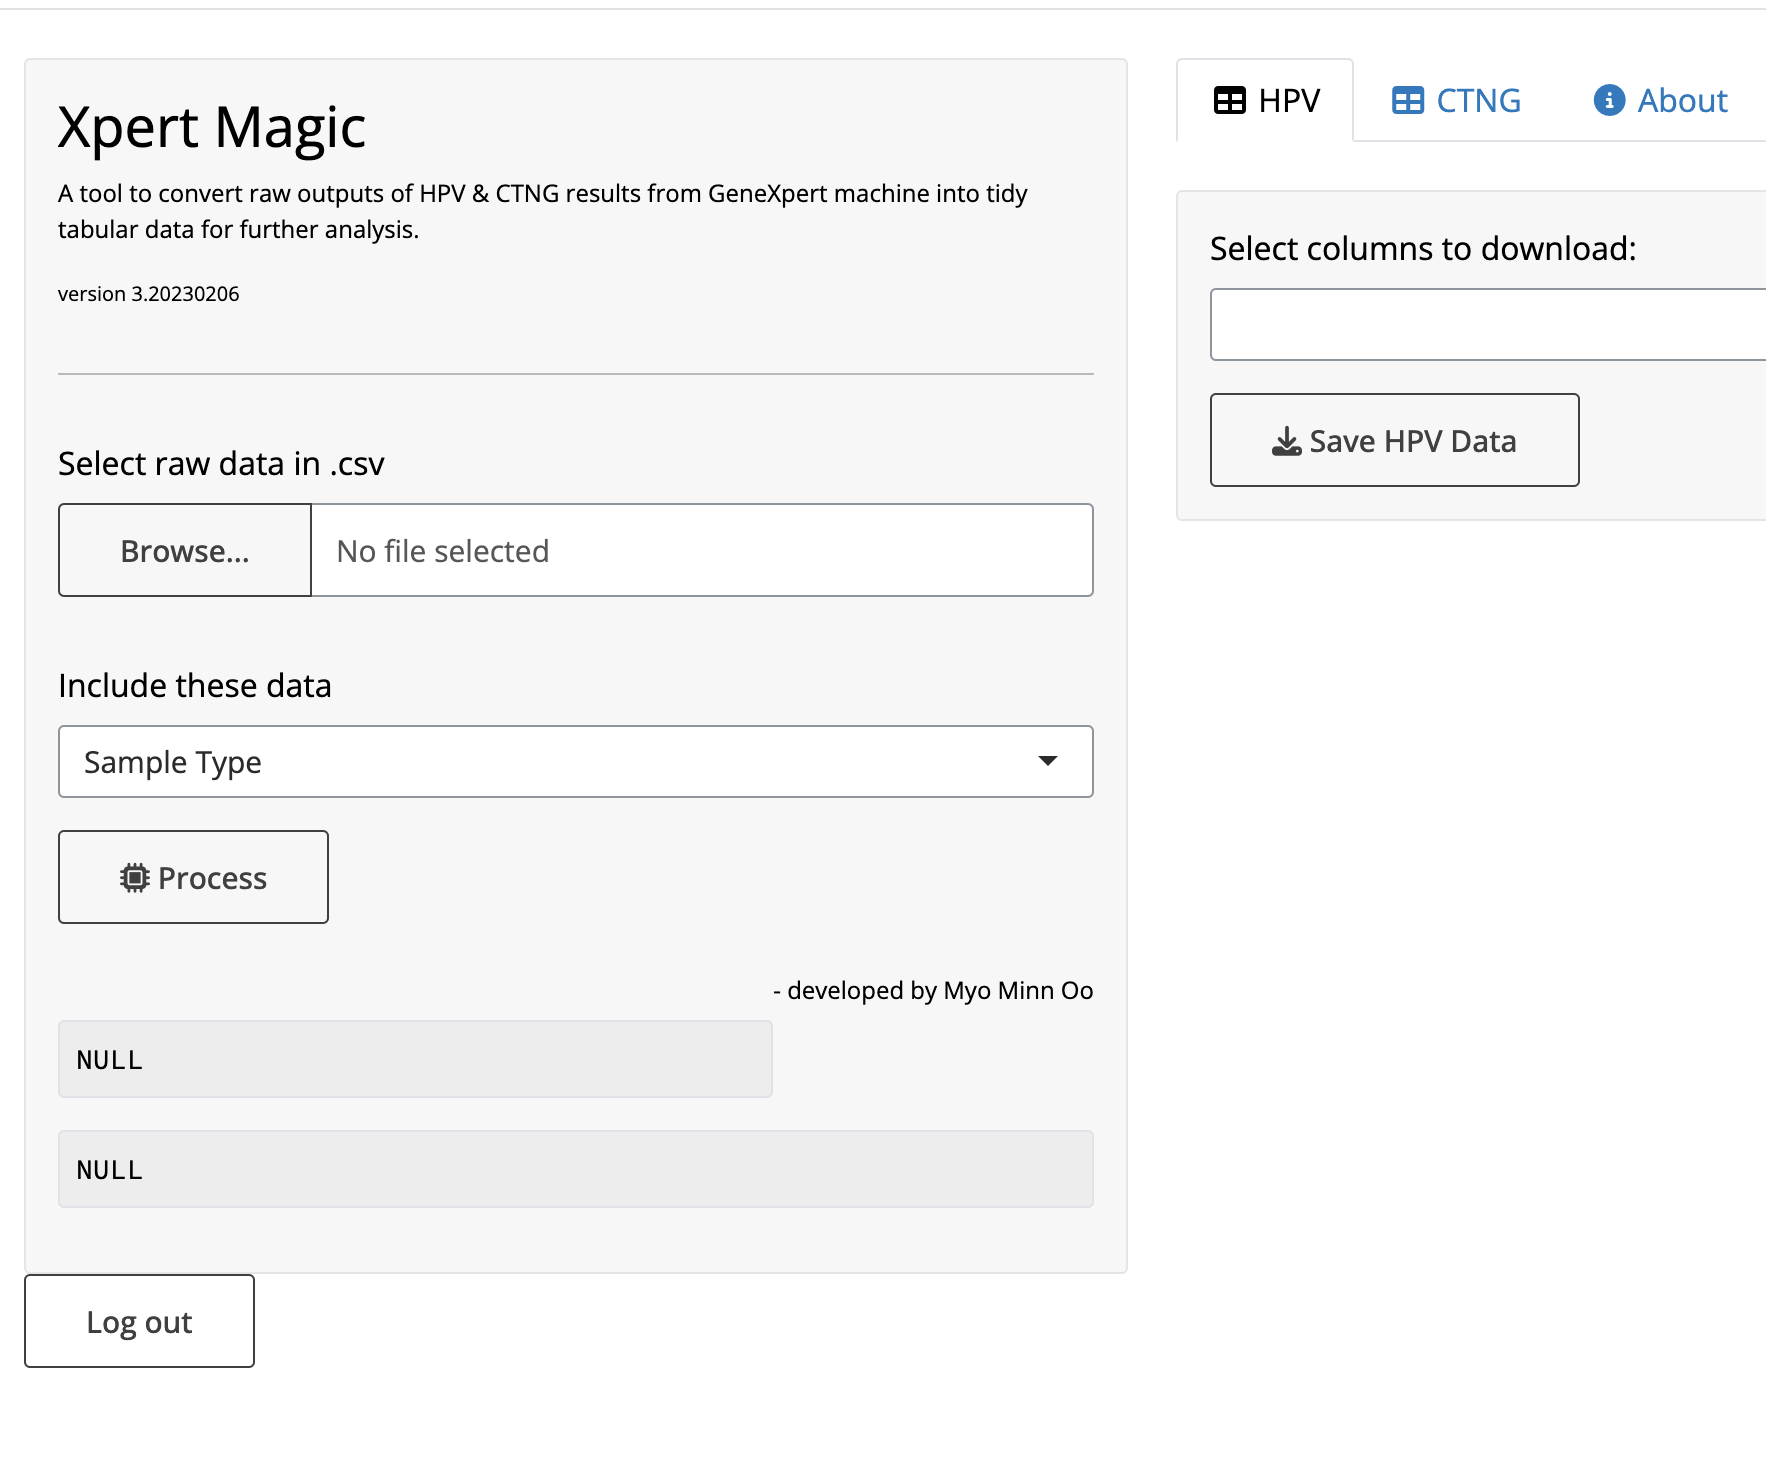 Xpert Magic
A tool to convert raw outputs of HPV & CTNG results from GeneXpert machine into tidy
tabular data for further analysis.
version 3.20230206
Select raw data in .csv
Browse...
No file selected
Include these data
Sample Type
Process
- developed by Myo Minn Oo
NULL
NULL
Log out
HPV
CTNG
About
Select columns to download:
Save HPV Data